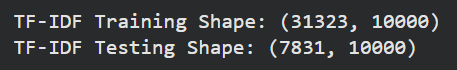 TF-IDF Training Shape: (31323, 10000)
TF-IDF Testing Shape: (7831, 10000)